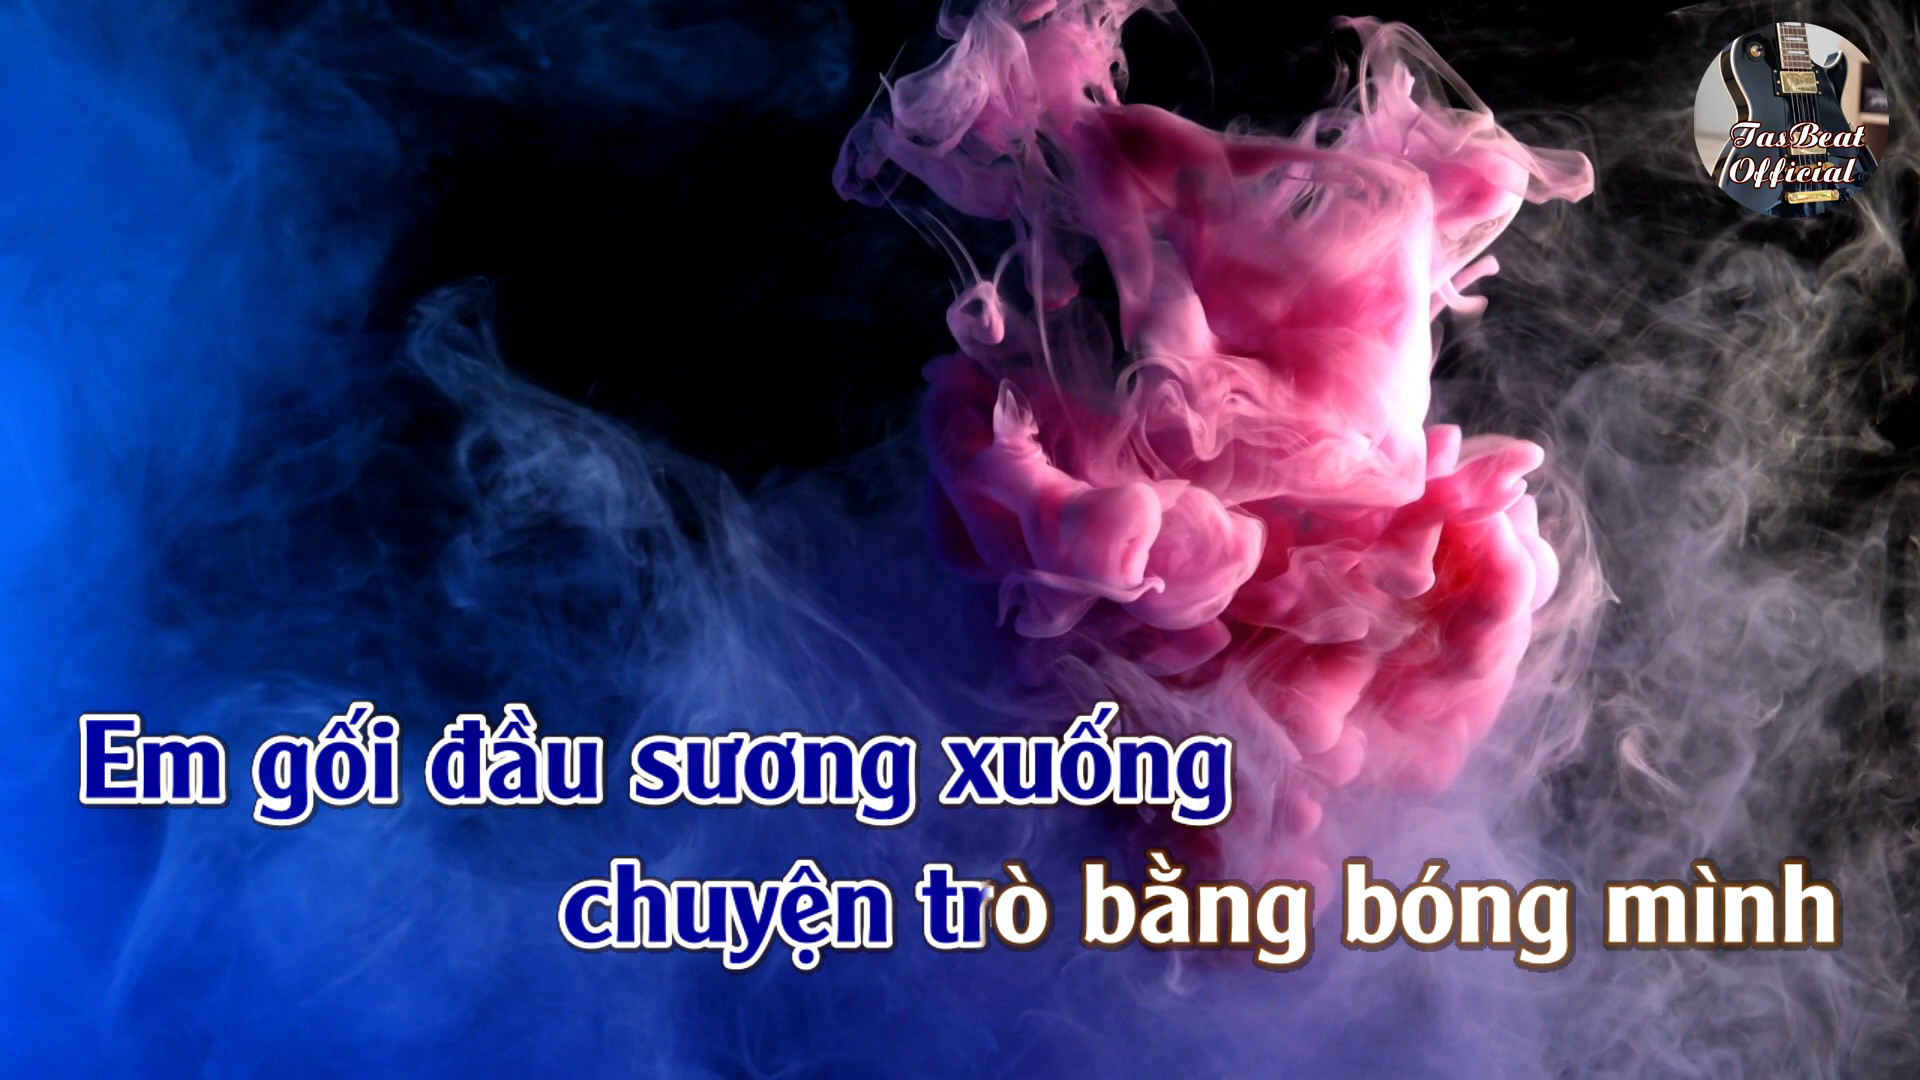 TasBeat
Official
Em gối đầu sương xuống
chuyện trò bằng bóng mình